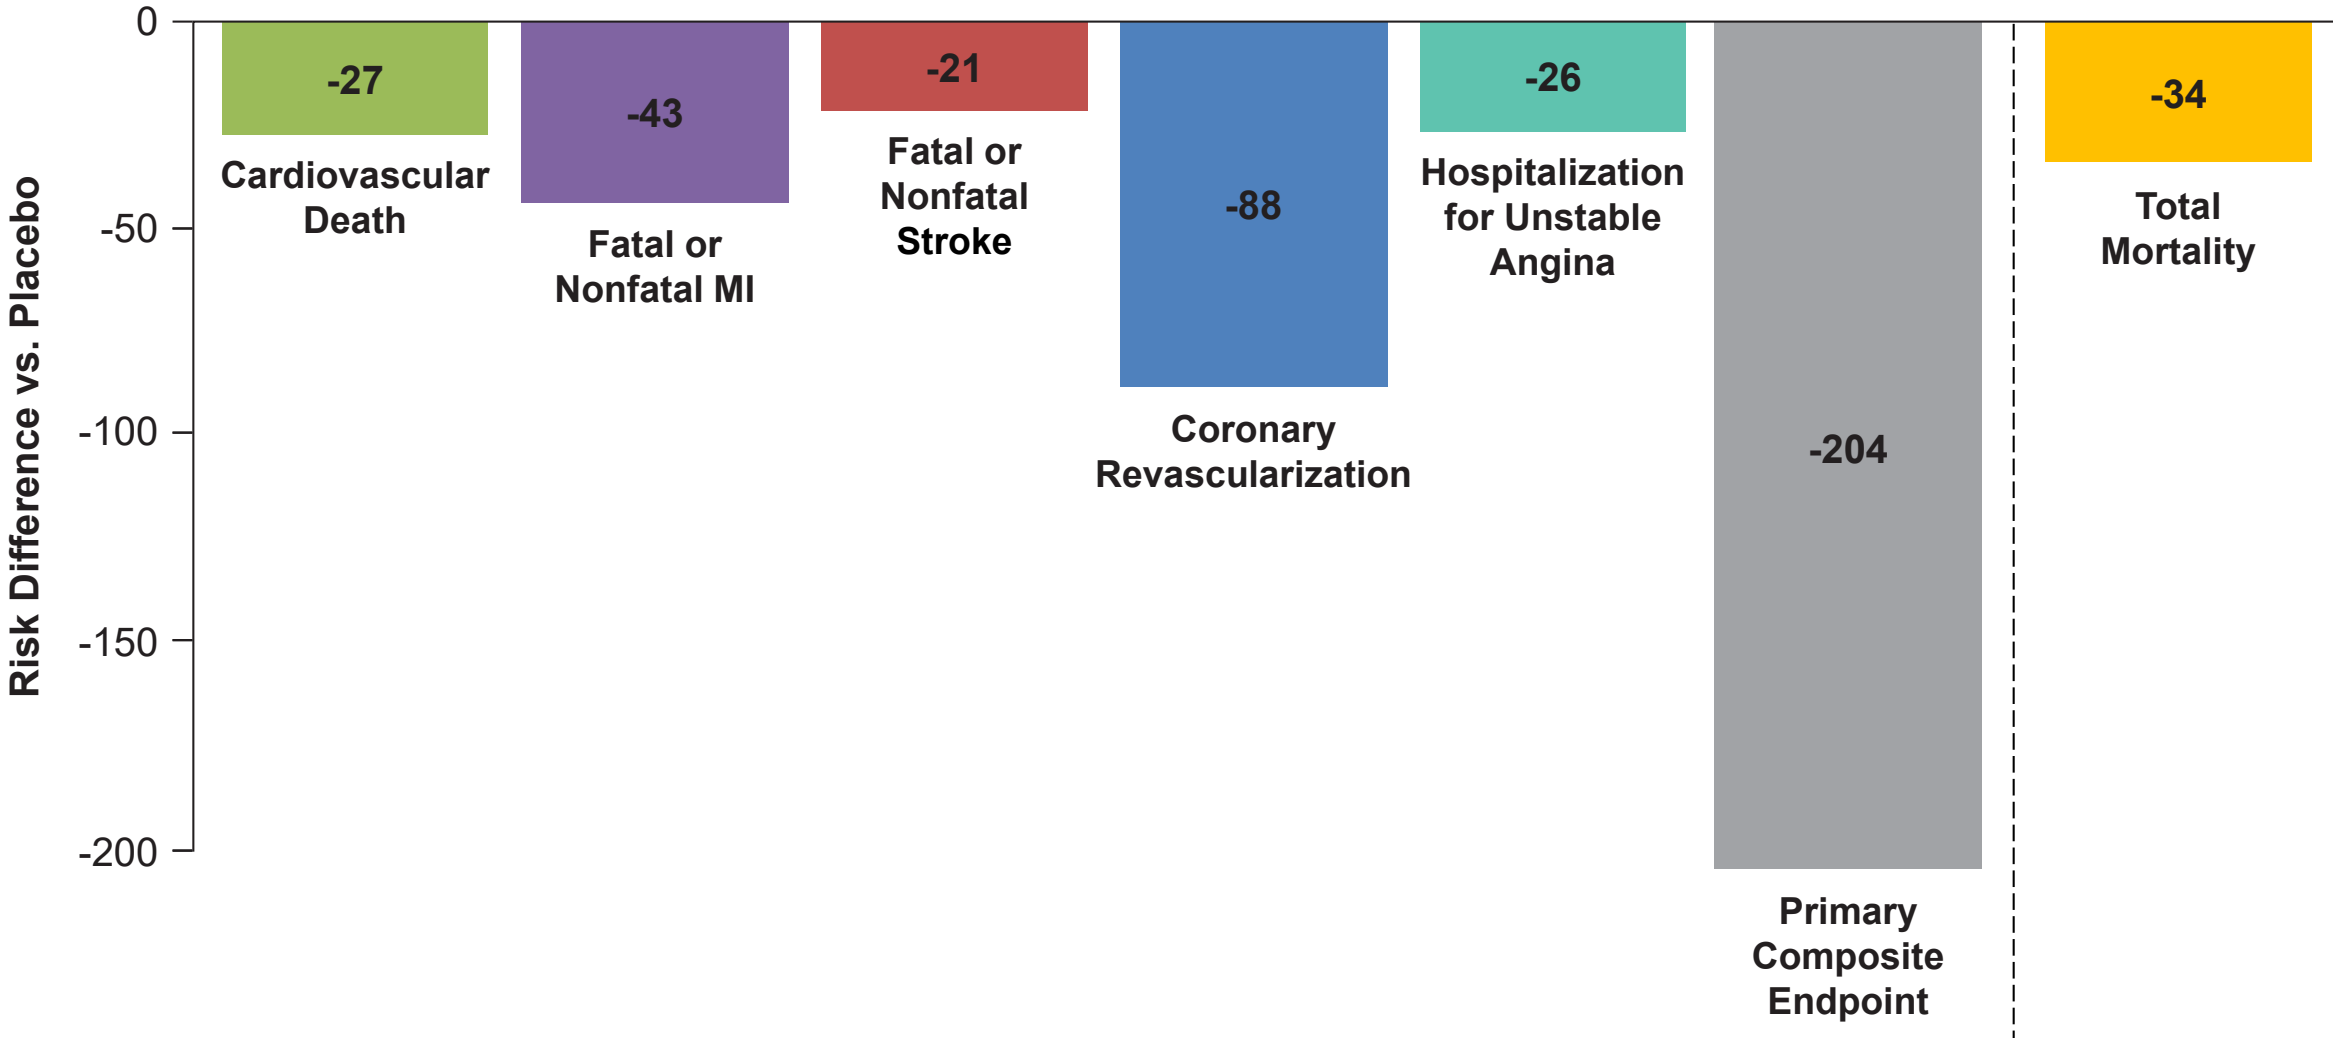 Risk Difference vs. Placebo
0
-50
-100
-150
-200
-27
Cardiovascular
Death
-43
Fatal or
Nonfatal MI
-21
Fatal or
Nonfatal
Stroke
-88
Coronary
Revascularization
-26
Hospitalization
for Unstable
Angina
-204
Primary
Composite
Endpoint
-34
Total
Mortality